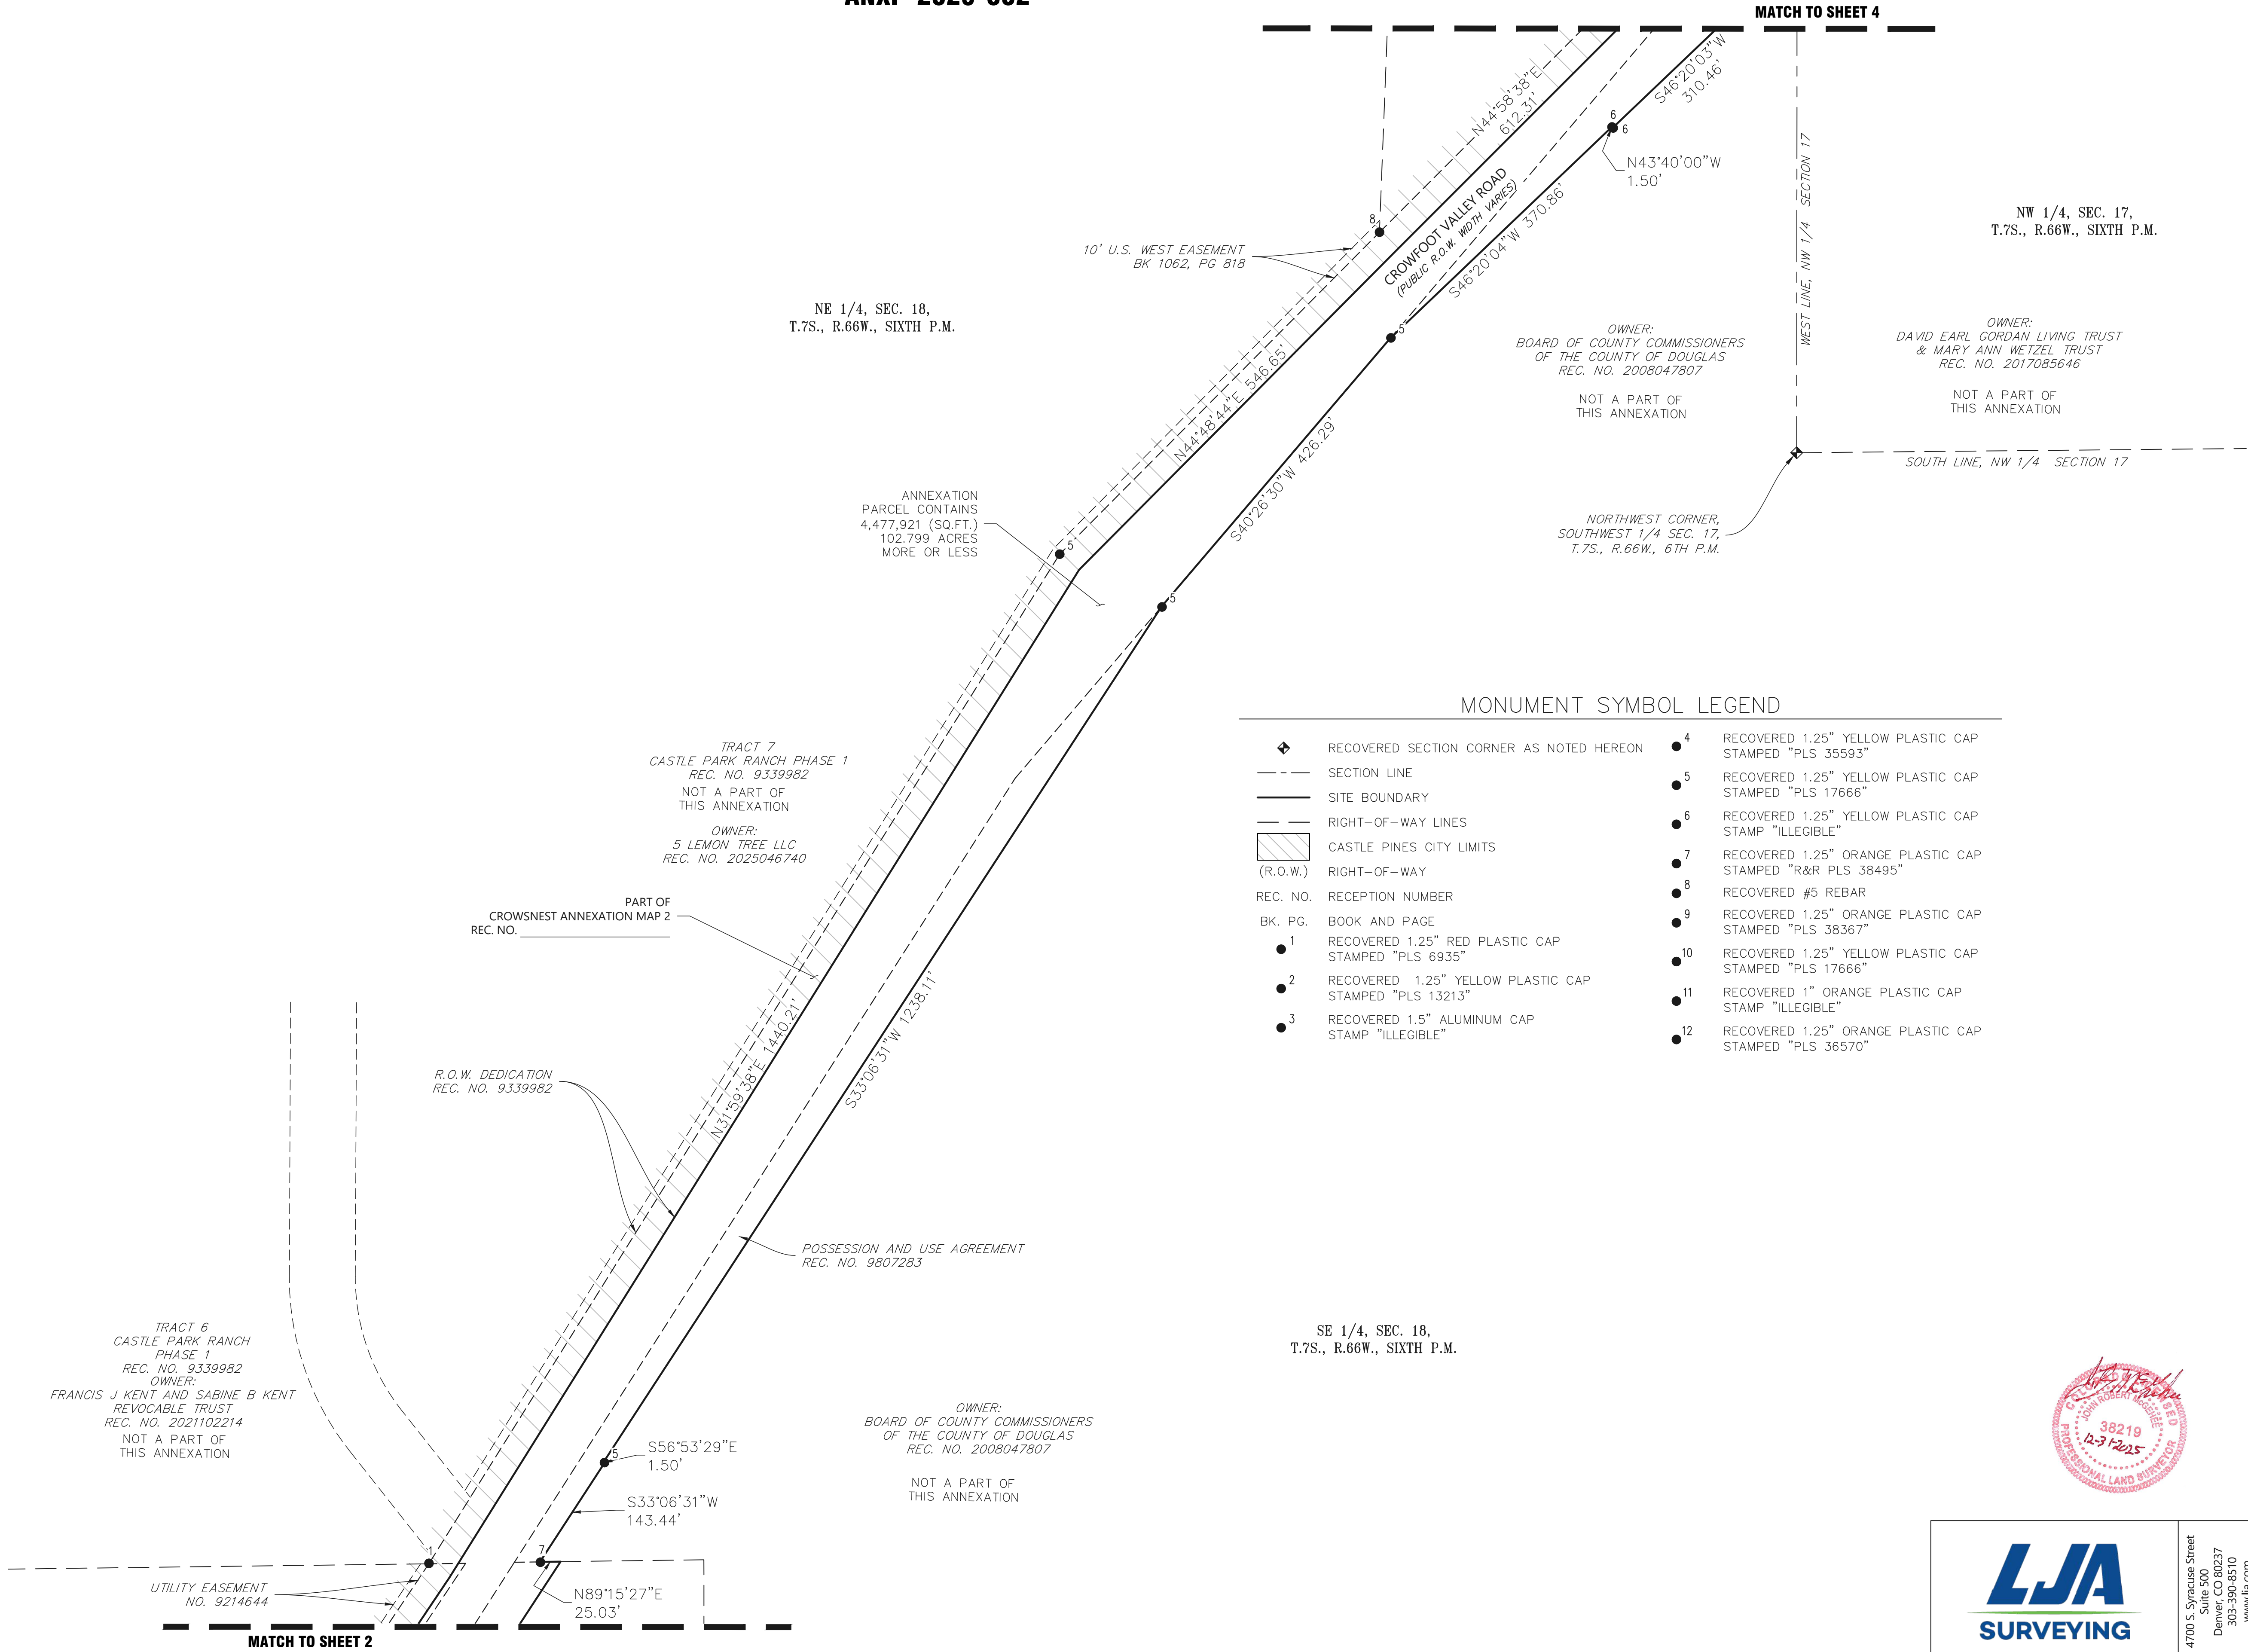 MATCH TO SHEET 4
N44°58'38"E
612.31'
S46°20'03"W
310.46'
6
6
N43°40'00"W
1.50'
WEST LINE, NW 1/4 SECTION 17
NW 1/4, SEC. 17,
T.7S., R.66W., SIXTH P.M.
8
10' U.S. WEST EASEMENT
BK 1062, PG 818
CROWFOOT VALLEY ROAD
(PUBLIC R.O.W. WIDTH VARIES)
S46°20'04"W 370.86'
NE 1/4, SEC. 18,
T.7S., R.66W., SIXTH P.M.
5
OWNER:
BOARD OF COUNTY COMMISSIONERS
OF THE COUNTY OF DOUGLAS
REC. NO. 2008047807
NOT A PART OF
THIS ANNEXATION
OWNER:
DAVID EARL GORDAN LIVING TRUST
& MARY ANN WETZEL TRUST
REC. NO. 2017085646
NOT A PART OF
THIS ANNEXATION
N44°48'44"E 546.65'
S40°26'30"W 426.29'
SOUTH LINE, NW 1/4 SECTION 17
ANNEXATION
PARCEL CONTAINS
4,477,921 (SQ.FT.)
102.799 ACRES
MORE OR LESS
NORTHWEST CORNER,
SOUTHWEST 1/4 SEC. 17,
T.7S., R.66W., 6TH P.M.
5
5
MONUMENT SYMBOL LEGEND
RECOVERED SECTION CORNER AS NOTED HEREON
SECTION LINE
SITE BOUNDARY
RIGHT-OF-WAY LINES
CASTLE PINES CITY LIMITS
(R.O.W.) RIGHT-OF-WAY
REC. NO. RECEPTION NUMBER
BK. PG. BOOK AND PAGE
1 RECOVERED 1.25" RED PLASTIC CAP
STAMPED "PLS 6935"
2 RECOVERED 1.25" YELLOW PLASTIC CAP
STAMPED "PLS 13213"
3 RECOVERED 1.5" ALUMINUM CAP
STAMP "ILLEGIBLE"
4 RECOVERED 1.25" YELLOW PLASTIC CAP
STAMPED "PLS 35593"
5 RECOVERED 1.25" YELLOW PLASTIC CAP
STAMPED "PLS 17666"
6 RECOVERED 1.25" YELLOW PLASTIC CAP
STAMP "ILLEGIBLE"
7 RECOVERED 1.25" ORANGE PLASTIC CAP
STAMPED "R&R PLS 38495"
8 RECOVERED #5 REBAR
9 RECOVERED 1.25" ORANGE PLASTIC CAP
STAMPED "PLS 38367"
10 RECOVERED 1.25" YELLOW PLASTIC CAP
STAMPED "PLS 17666"
11 RECOVERED 1" ORANGE PLASTIC CAP
STAMP "ILLEGIBLE"
12 RECOVERED 1.25" ORANGE PLASTIC CAP
STAMPED "PLS 36570"
TRACT 7
CASTLE PARK RANCH PHASE 1
REC. NO. 9339982
NOT A PART OF
THIS ANNEXATION
OWNER:
5 LEMON TREE LLC
REC. NO. 2025046740
PART OF
CROWSNEST ANNEXATION MAP 2
REC. NO.
N31°59'38"E 1440.21'
S33°06'31"W 1238.11'
R.O.W. DEDICATION
REC. NO. 9339982
POSSESSION AND USE AGREEMENT
REC. NO. 9807283
TRACT 6
CASTLE PARK RANCH
PHASE 1
REC. NO. 9339982
OWNER:
FRANCIS J KENT AND SABINE B KENT
REVOCABLE TRUST
REC. NO. 2021102214
NOT A PART OF
THIS ANNEXATION
SE 1/4, SEC. 18,
T.7S., R.66W., SIXTH P.M.
OWNER:
BOARD OF COUNTY COMMISSIONERS
OF THE COUNTY OF DOUGLAS
REC. NO. 2008047807
NOT A PART OF
THIS ANNEXATION
5
S56°53'29"E
1.50'
S33°06'31"W
143.44'
1
7
N89°15'27"E
25.03'
UTILITY EASEMENT
NO. 9214644
MATCH TO SHEET 2
JOHN ROBERT McGEHEE
38219
12-31-2025
PROFESSIONAL LAND SURVEYOR
LJA
SURVEYING
4700 S. Syracuse Street
Suite 500
Denver, CO 80237
303-390-8510